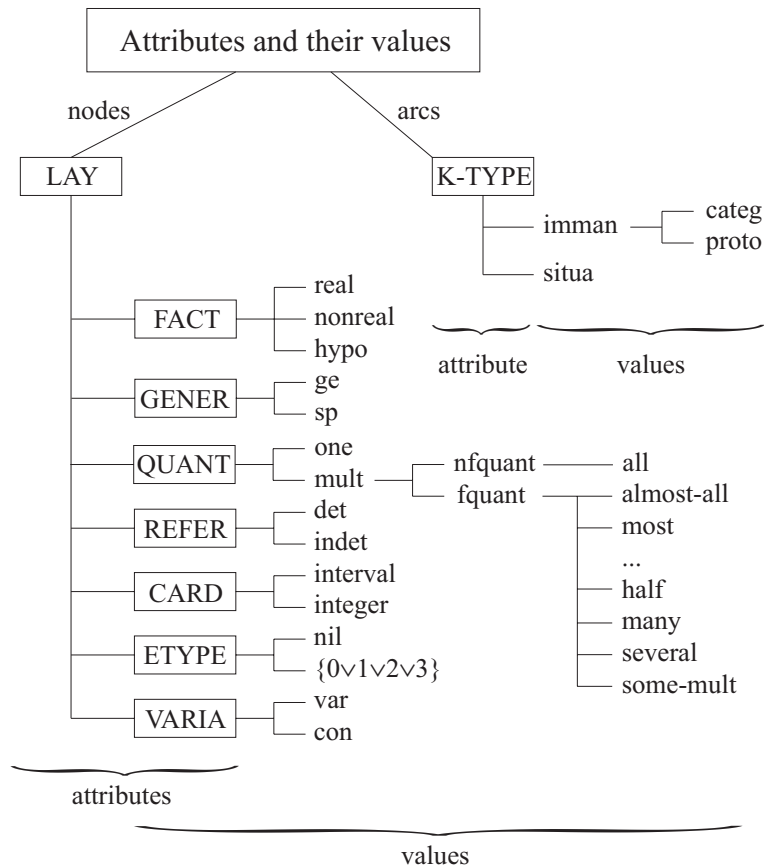 Attributes and their values
nodes
arcs
LAY
K-TYPE
imman
categ
proto
situa
attribute
values
FACT
real
nonreal
hypo
GENER
ge
sp
QUANT
one
mult
nfquant
all
fquant
almost-all
most
...
half
many
several
some-mult
REFER
det
indet
CARD
interval
integer
ETYPE
nil
{0∨1∨2∨3}
VARIA
var
con
attributes
values